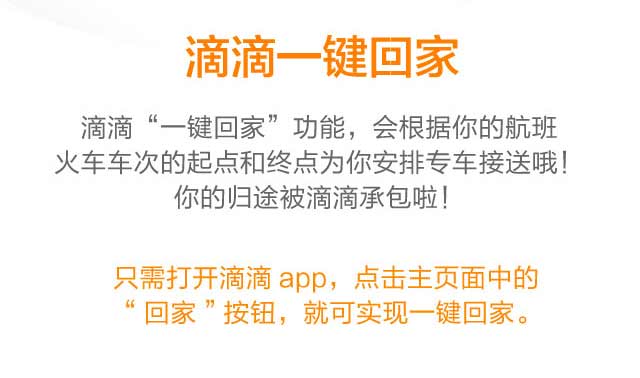 滴滴一键回家
滴滴“一键回家”功能，会根据你的航班
火车车次的起点和终点为你安排专车接送哦！
你的归途被滴滴承包啦！
只需打开滴滴 app，点击主页面中的
“ 回家 ” 按钮，就可实现一键回家。